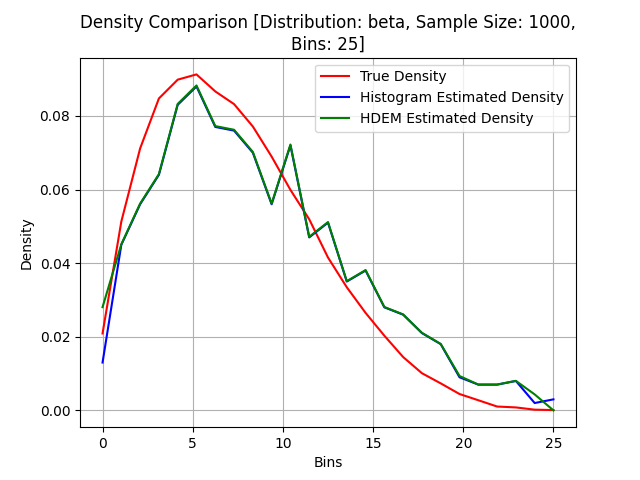 Density Comparison [Distribution: beta, Sample Size: 1000,
Bins: 25]
True Density
Histogram Estimated Density
HDEM Estimated Density
Density
0.08
0.06
0.04
0.02
0.00
0 5 10 15 20 25
Bins